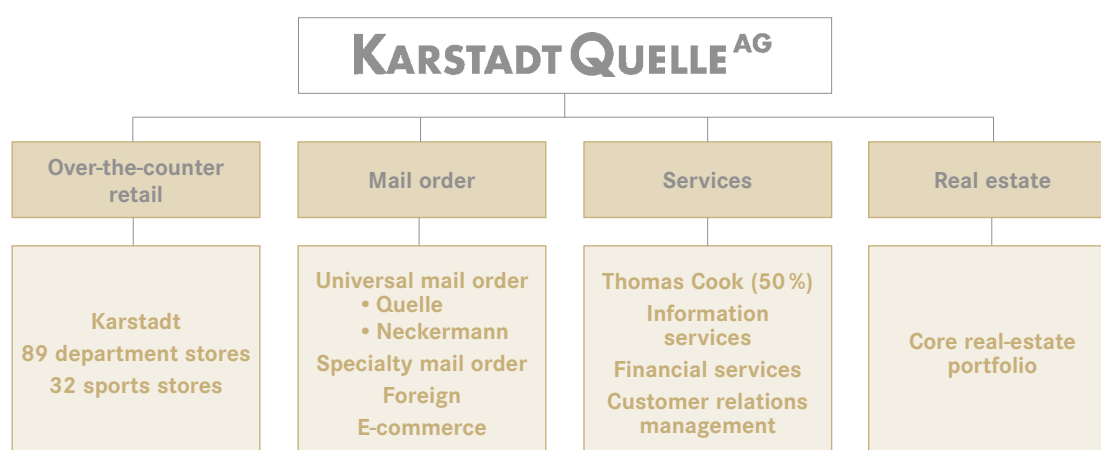 KARSTADT QUELLE AG
Over-the-counter
retail
Mail order
Services
Real estate
Karstadt
89 department stores
32 sports stores
Universal mail order
• Quelle
• Neckermann
Specialty mail order
Foreign
E-commerce
Thomas Cook (50 %)
Information
services
Financial services
Customer relations
management
Core real-estate
portfolio